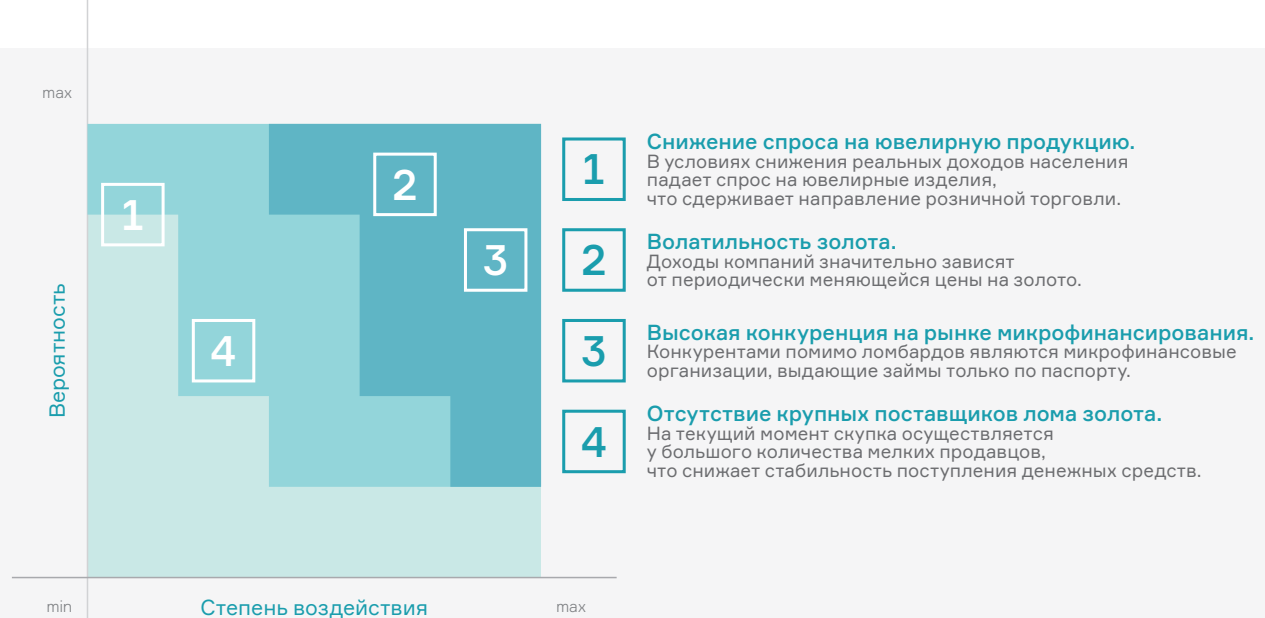 max
Вероятность
1
2
3
4
min
Степень воздействия
max
1
Снижение спроса на ювелирную продукцию.
В условиях снижения реальных доходов населения
падает спрос на ювелирные изделия,
что сдерживает направление розничной торговли.
2
Волатильность золота.
Доходы компаний значительно зависят
от периодически меняющейся цены на золото.
3
Высокая конкуренция на рынке микрофинансирования.
Конкурентами помимо ломбардов являются микрофинансовые
организации, выдающие займы только по паспорту.
4
Отсутствие крупных поставщиков лома золота.
На текущий момент скупка осуществляется
у большого количества мелких продавцов,
что снижает стабильность поступления денежных средств.